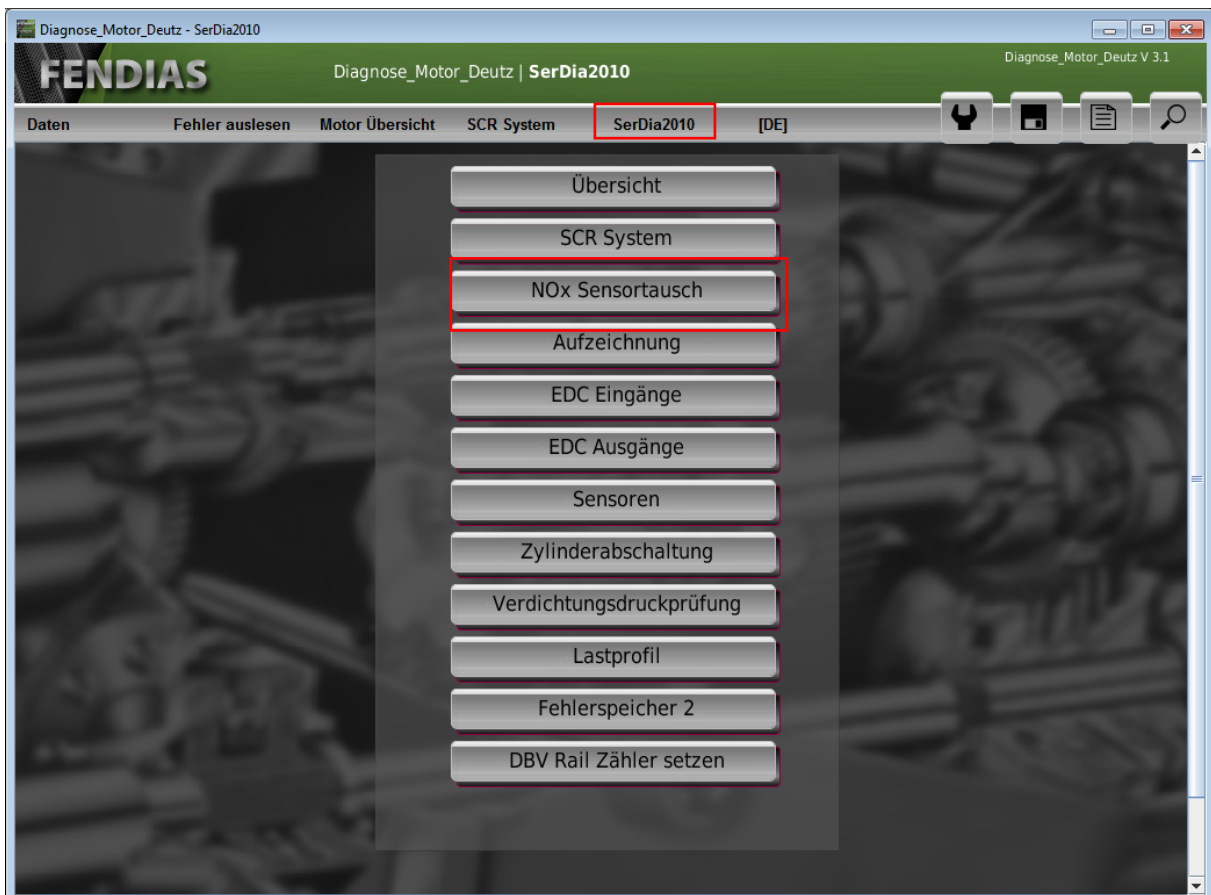 Diagnose_Motor_Deutz - SerDia2010
FENDIAS
Diagnose_Motor_Deutz | SerDia2010
Diagnose_Motor_Deutz V 3.1
Daten Fehler auslesen Motor Übersicht SCR System SerDia2010 [DE]
Übersicht
SCR System
NOx Sensortausch
Aufzeichnung
EDC Eingänge
EDC Ausgänge
Sensoren
Zylinderabschaltung
Verdichtungsdruckprüfung
Lastprofil
Fehlerspeicher 2
DBV Rail Zähler setzen